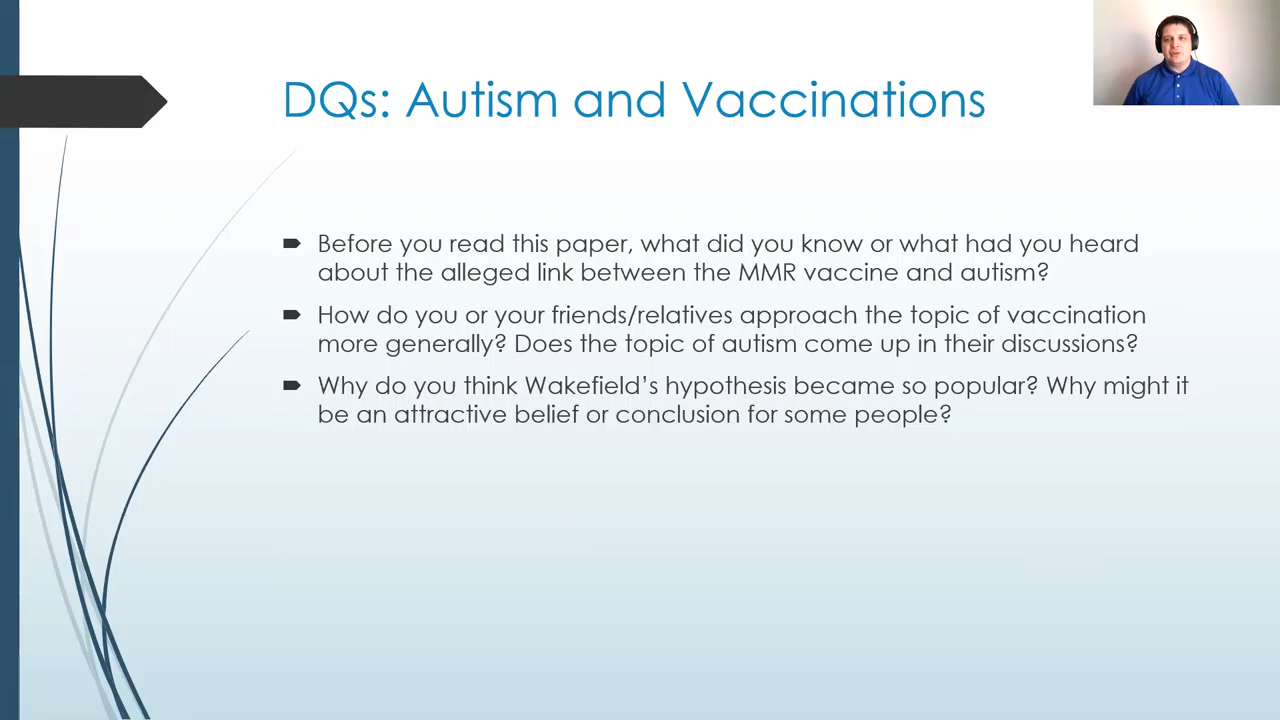 DQs: Autism and Vaccinations
Before you read this paper, what did you know or what had you heard
about the alleged link between the MMR vaccine and autism?
How do you or your friends/relatives approach the topic of vaccination
more generally? Does the topic of autism come up in their discussions?
Why do you think Wakefield's hypothesis became so popular? Why might it
be an attractive belief or conclusion for some people?